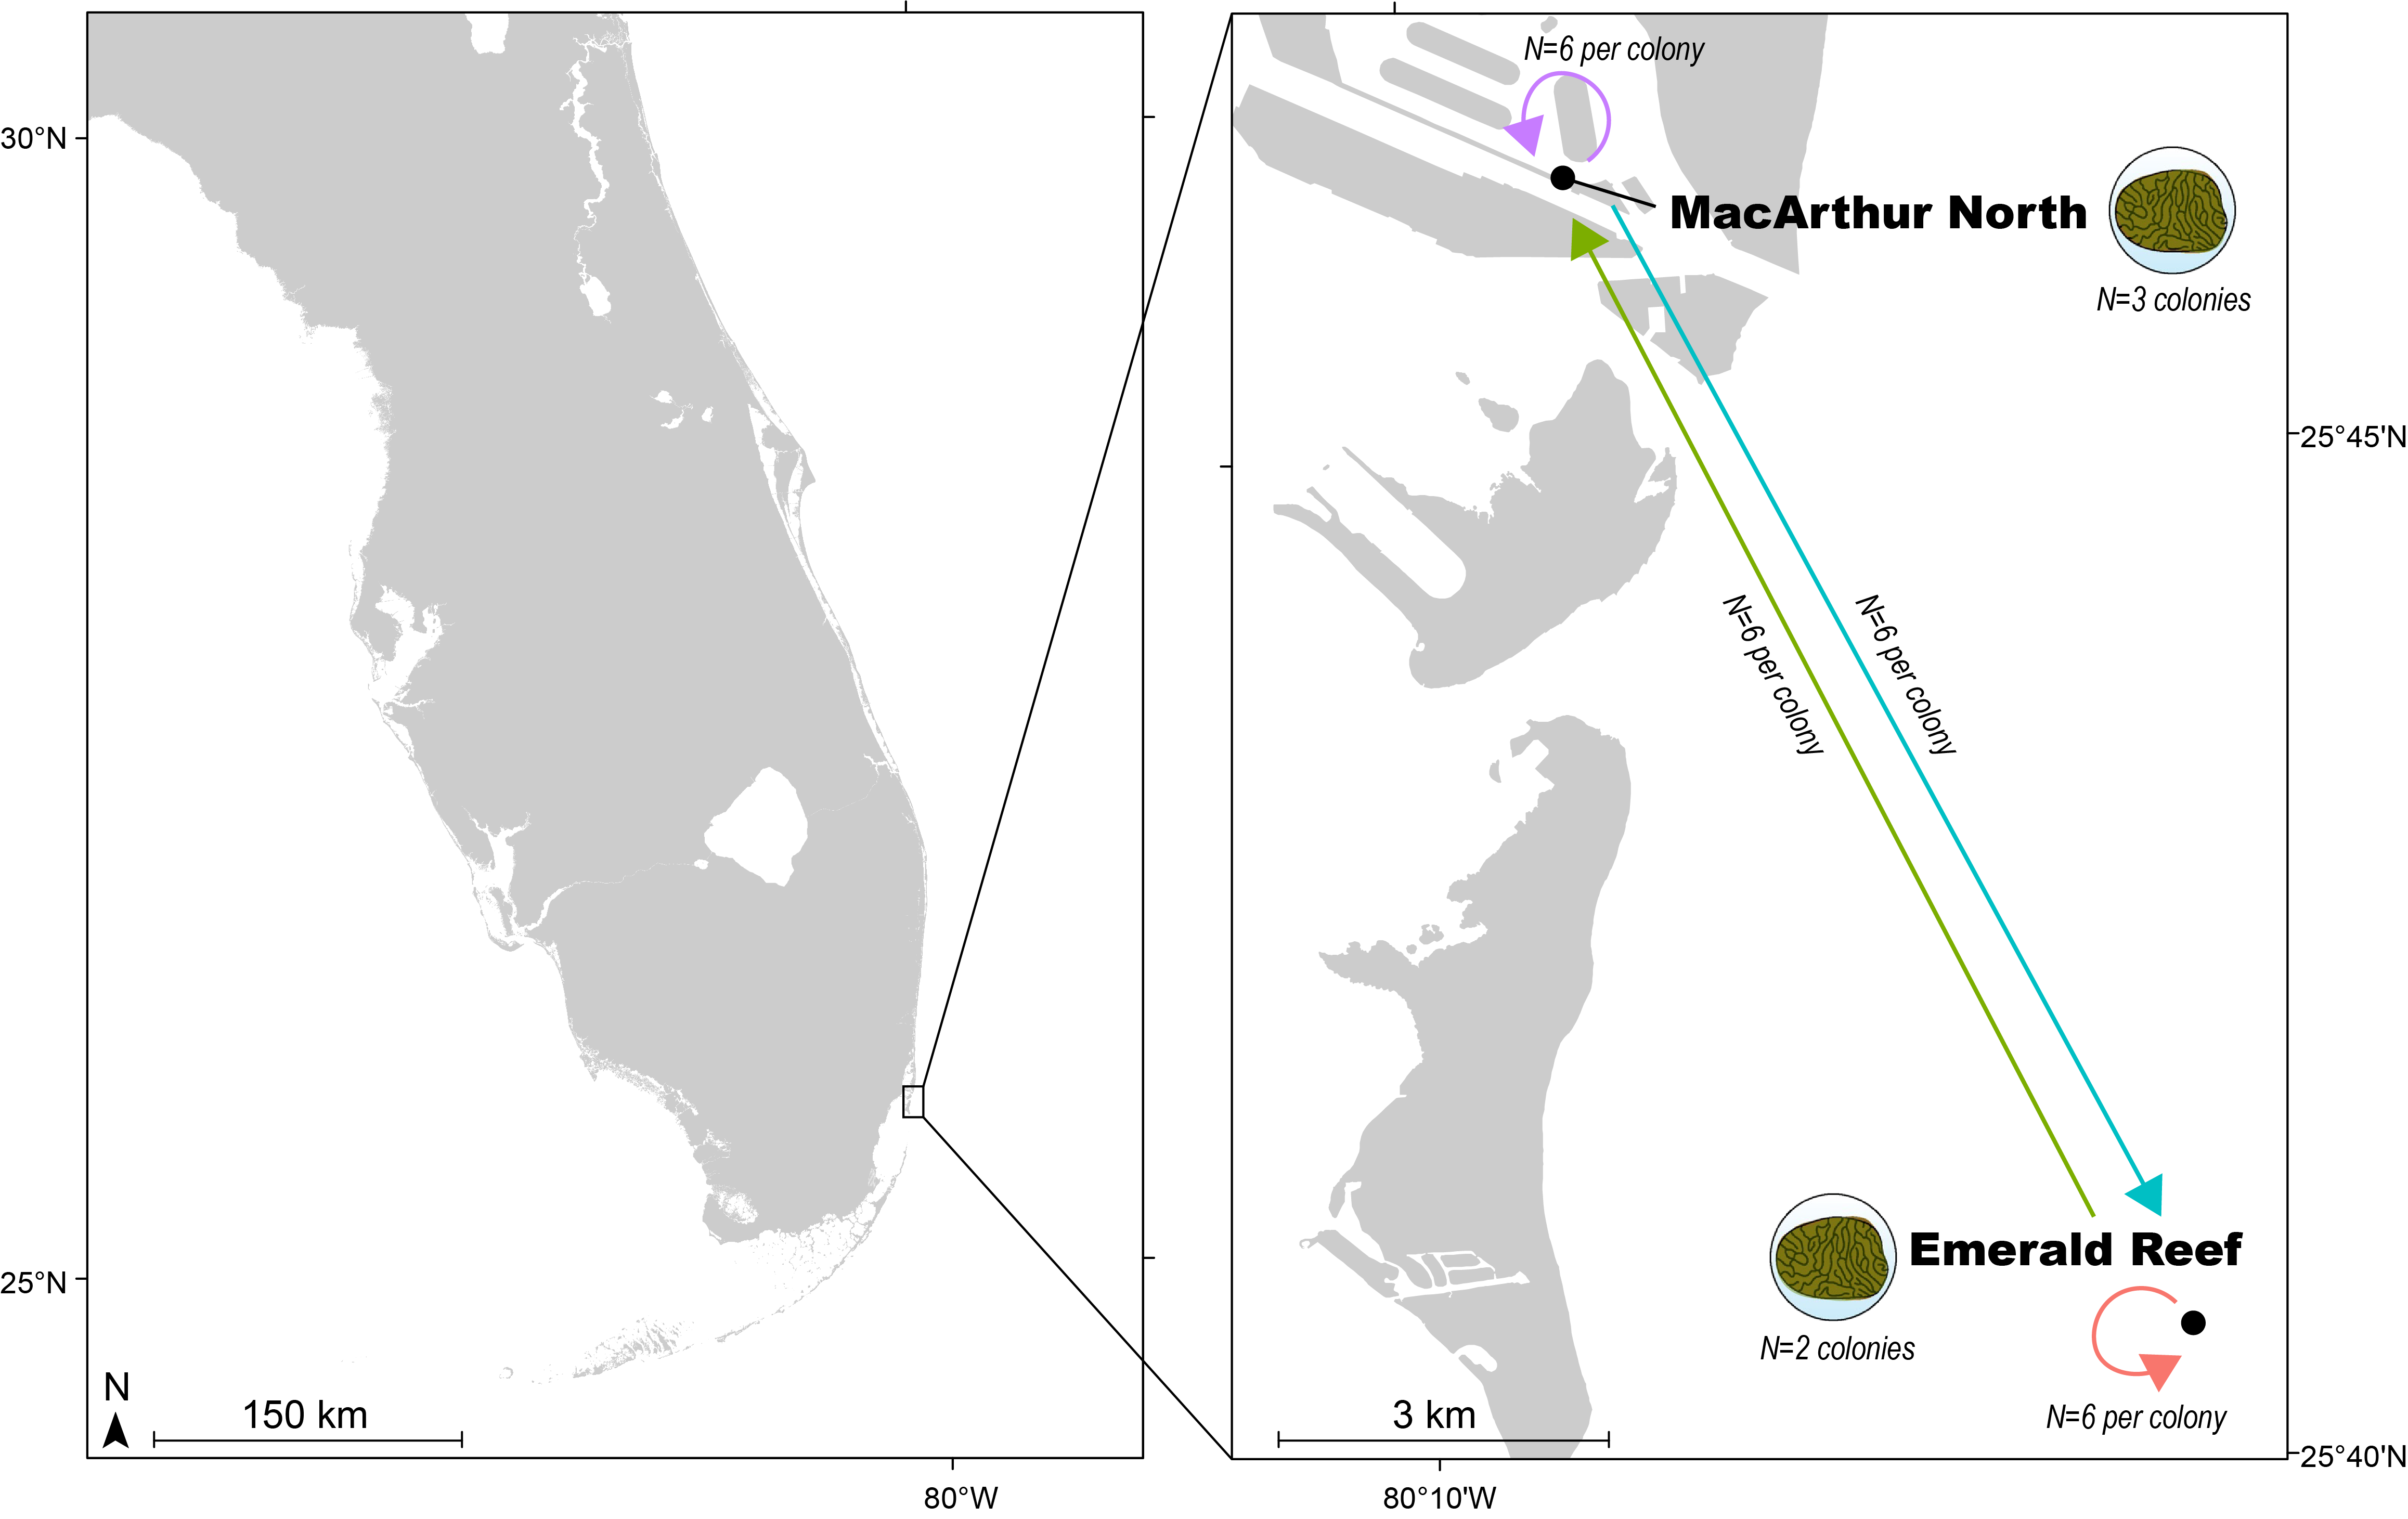 30°N
25°N
N
150 km
80°W
N=6 per colony
MacArthur North
N=3 colonies
25°45'N
N=6 per colony
N=6 per colony
Emerald Reef
N=2 colonies
N=6 per colony
3 km
25°40'N
80°10'W